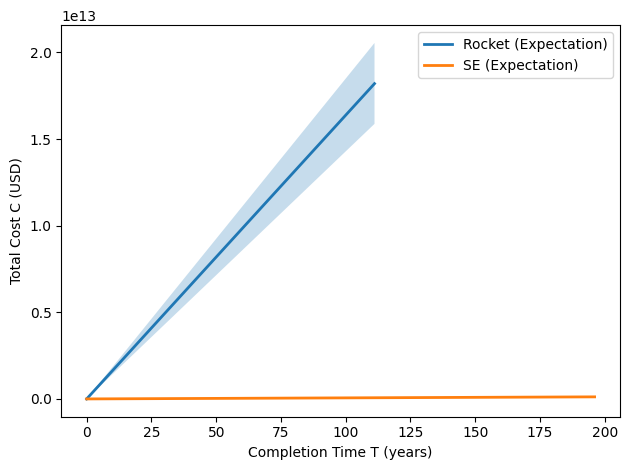 1e13
2.0
1.5
1.0
0.5
0.0
Total Cost C (USD)
Rocket (Expectation)
SE (Expectation)
0 25 50 75 100 125 150 175 200
Completion Time T (years)